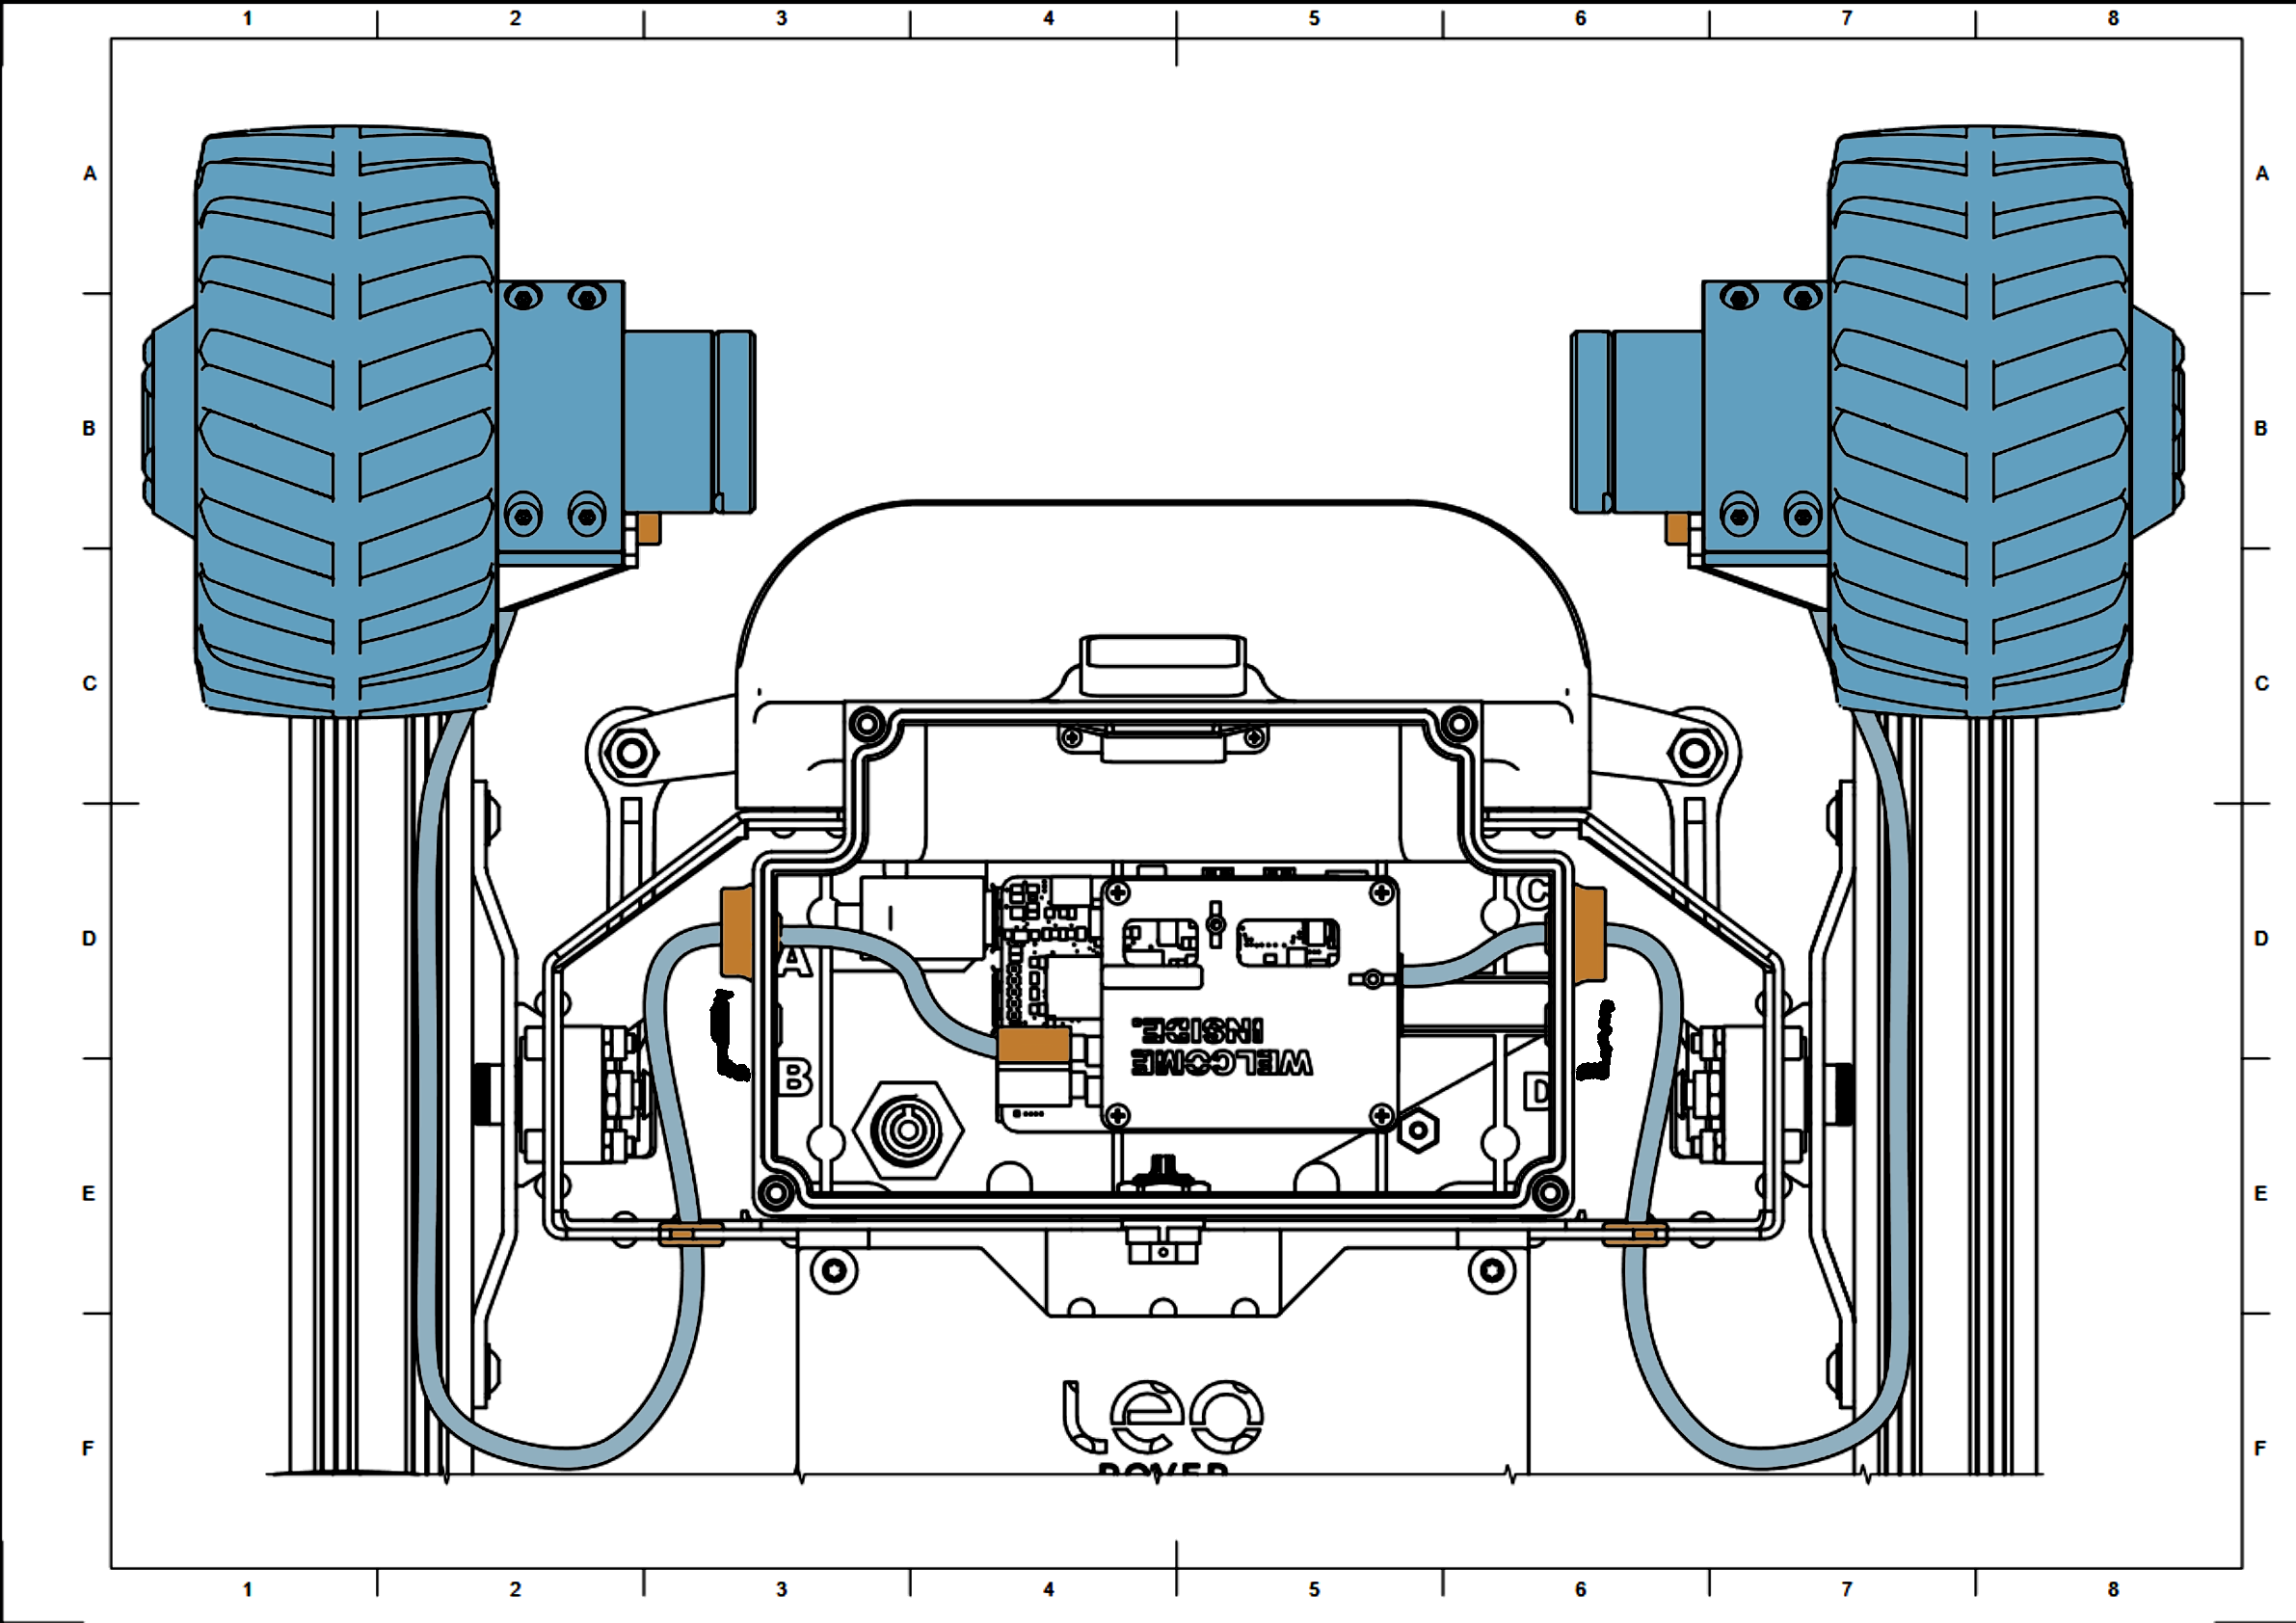 1 2 3 4 5 6 7 8
A A
B B
C C
D D
E E
F F
A
B
C
D
WELCOME
INSIDE.
leo
ROVER
1 2 3 4 5 6 7 8